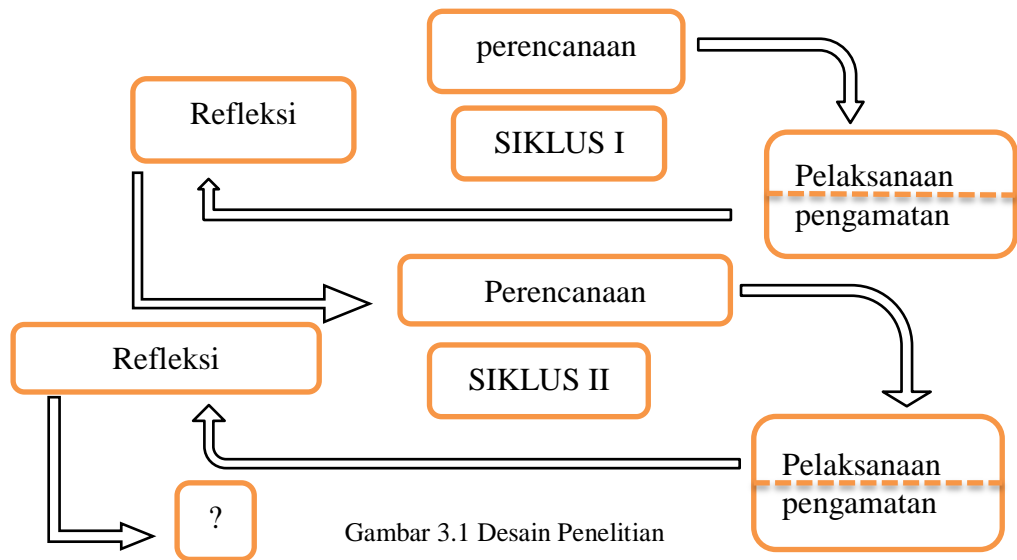 perencanaan
Refleksi
SIKLUS I
Pelaksanaan
pengamatan
Perencanaan
Refleksi
SIKLUS II
Pelaksanaan
pengamatan
?
Gambar 3.1 Desain Penelitian